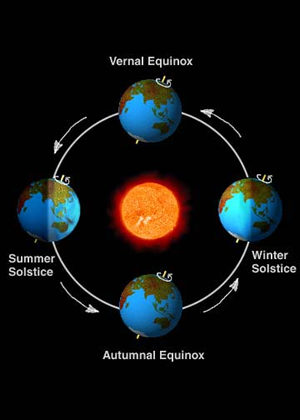 Vernal Equinox
Summer
Solstice
Winter
Solstice
Autumnal Equinox